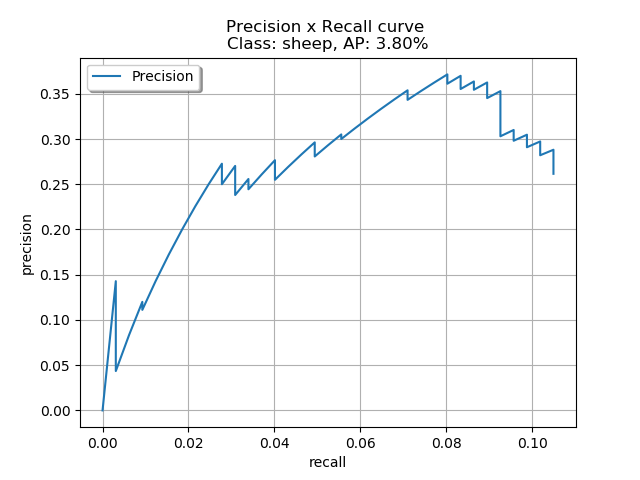 Precision x Recall curve
Class: sheep, AP: 3.80%
Precision
0.35
0.30
0.25
0.20
0.15
0.10
0.05
0.00
precision
0.00 0.02 0.04 0.06 0.08 0.10
recall